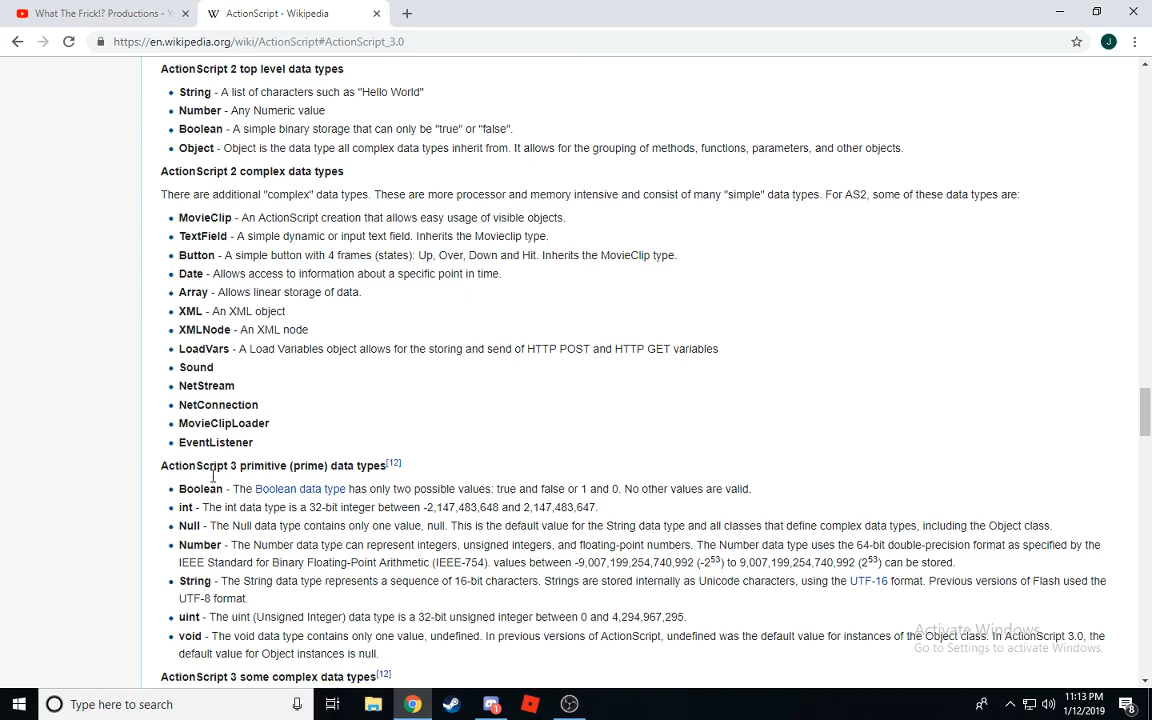 What The Frick!? Productions - Y
ActionScript - Wikipedia
https://en.wikipedia.org/wiki/ActionScript#ActionScript_3.0
J
ActionScript 2 top level data types
String - A list of characters such as "Hello World"
Number - Any Numeric value
Boolean - A simple binary storage that can only be "true" or "false".
Object - Object is the data type all complex data types inherit from. It allows for the grouping of methods, functions, parameters, and other objects.
ActionScript 2 complex data types
There are additional "complex" data types. These are more processor and memory intensive and consist of many "simple" data types. For AS2, some of these data types are:
MovieClip - An ActionScript creation that allows easy usage of visible objects.
TextField - A simple dynamic or input text field. Inherits the Movieclip type.
Button - A simple button with 4 frames (states): Up, Over, Down and Hit. Inherits the MovieClip type.
Date - Allows access to information about a specific point in time.
Array - Allows linear storage of data.
XML - An XML object
XMLNode - An XML node
LoadVars - A Load Variables object allows for the storing and send of HTTP POST and HTTP GET variables
Sound
NetStream
NetConnection
MovieClipLoader
EventListener
ActionScript 3 primitive (prime) data types[12]
Boolean - The Boolean data type has only two possible values: true and false or 1 and 0. No other values are valid.
int - The int data type is a 32-bit integer between -2,147,483,648 and 2,147,483,647.
Null - The Null data type contains only one value, null. This is the default value for the String data type and all classes that define complex data types, including the Object class.
Number - The Number data type can represent integers, unsigned integers, and floating-point numbers. The Number data type uses the 64-bit double-precision format as specified by the
IEEE Standard for Binary Floating-Point Arithmetic (IEEE-754). values between -9,007,199,254,740,992 (-2^53) to 9,007,199,254,740,992 (2^53) can be stored.
String - The String data type represents a sequence of 16-bit characters. Strings are stored internally as Unicode characters, using the UTF-16 format. Previous versions of Flash used the
UTF-8 format.
uint - The uint (Unsigned Integer) data type is a 32-bit unsigned integer between 0 and 4,294,967,295.
void - The void data type contains only one value, undefined. In previous versions of ActionScript, undefined was the default value for instances of the Object class. In ActionScript 3.0, the
default value for Object instances is null.
ActionScript 3 some complex data types[12]
Activate Windows
Go to Settings to activate Windows.
Type here to search
1
11:13 PM
1/12/2019
8